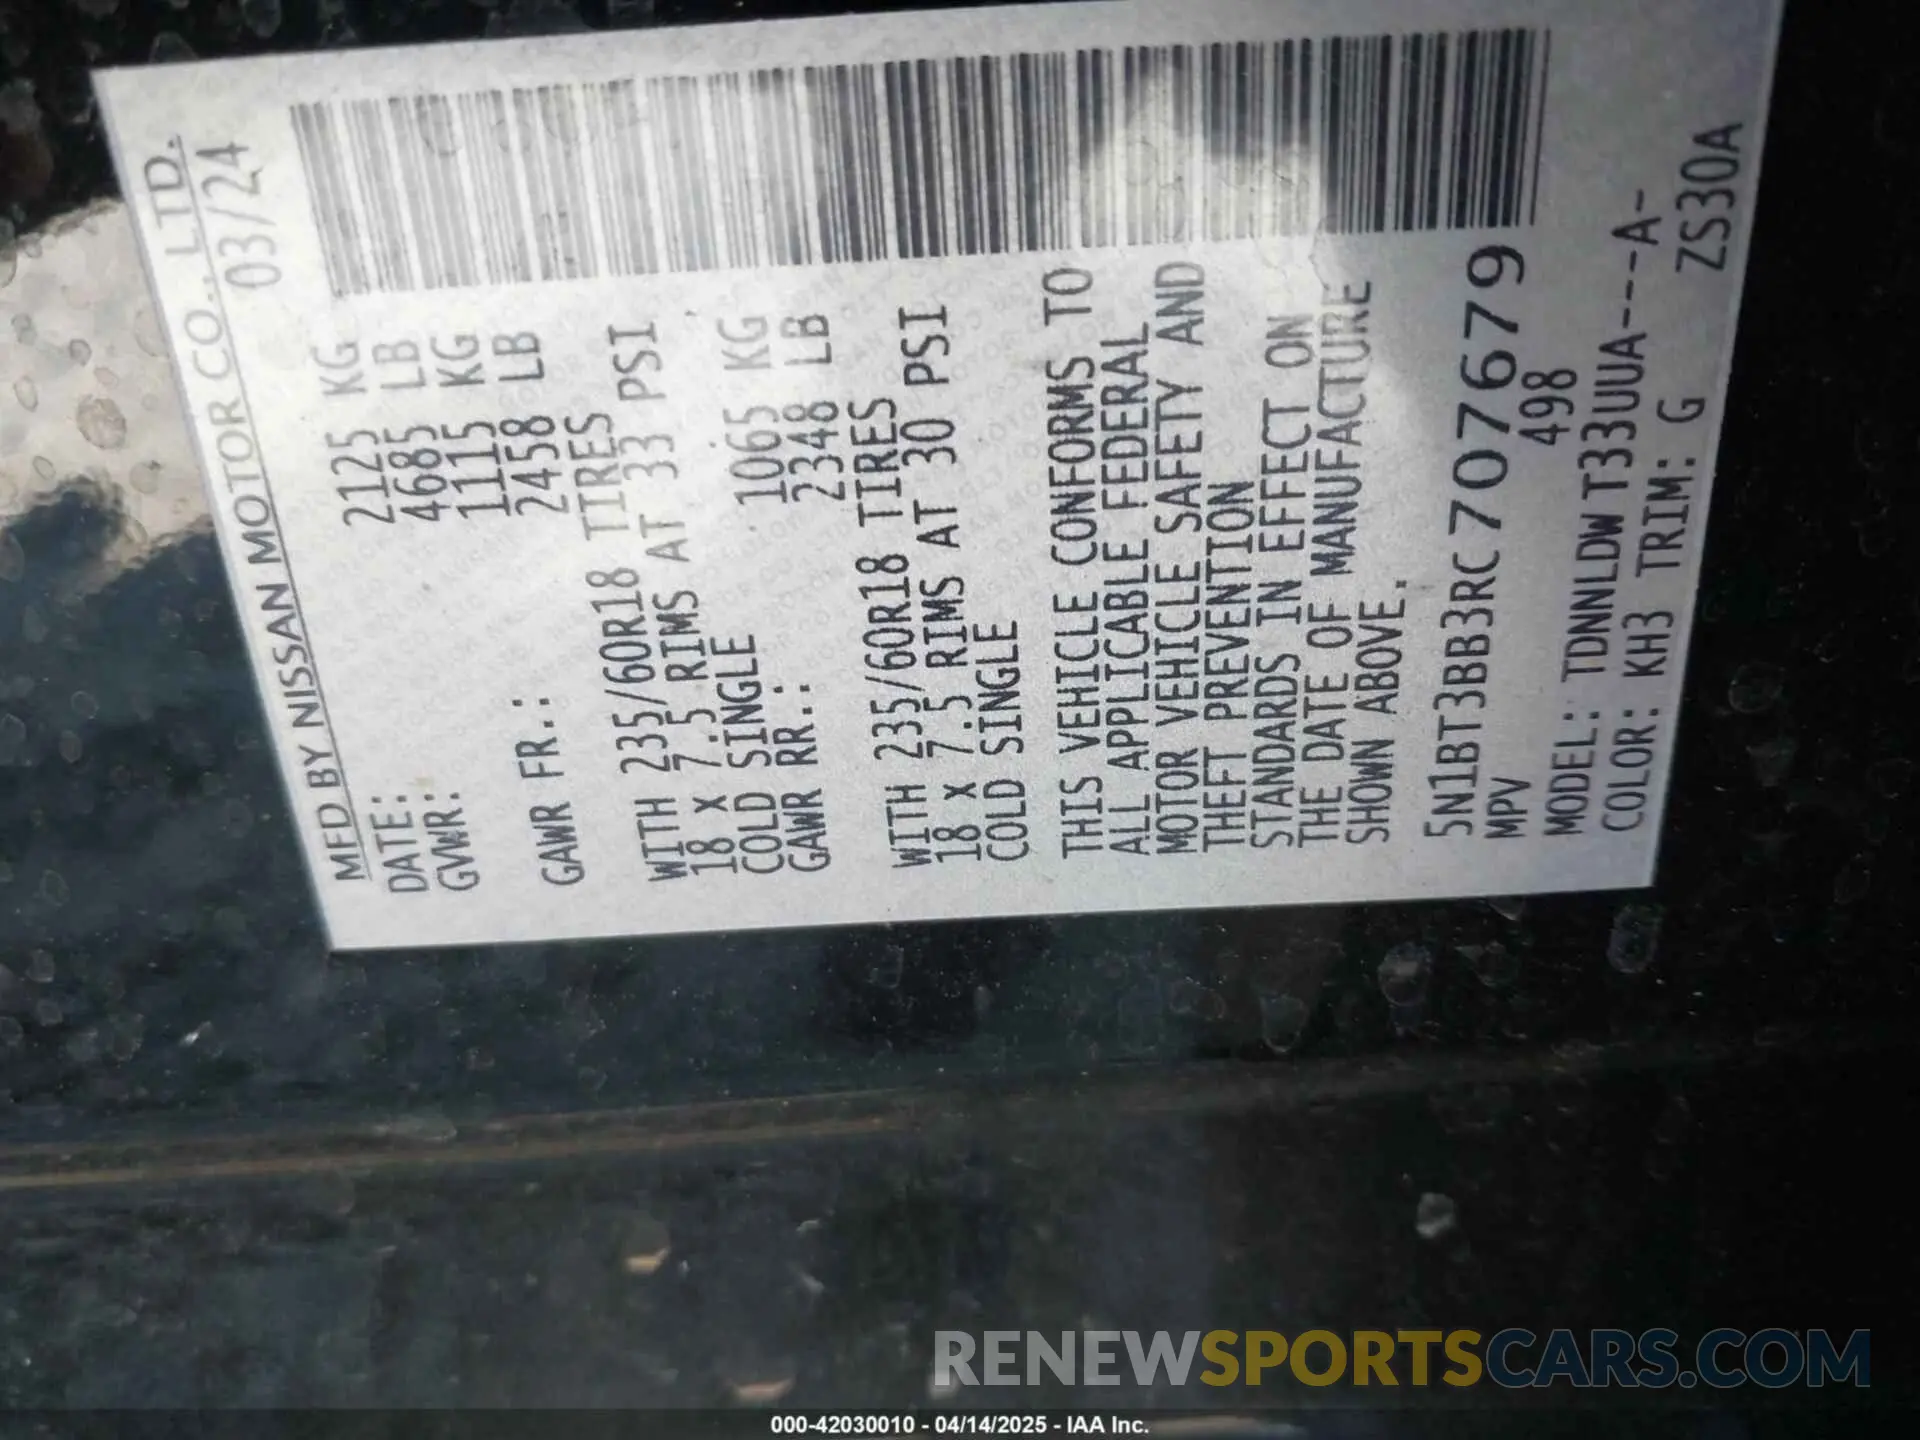 MFD BY NISSAN MOTOR CO., LTD.
DATE: 03/24
GVWR: 2125 KG
4685 LB
1115 KG
GAWR FR.: 2458 LB
WITH 235/60R18 TIRES
18 x 7.5 RIMS AT 33 PSI
COLD SINGLE
GAWR RR.: 1065 KG
2348 LB
WITH 235/60R18 TIRES
18 x 7.5 RIMS AT 30 PSI
COLD SINGLE
THIS VEHICLE CONFORMS TO
ALL APPLICABLE FEDERAL
MOTOR VEHICLE SAFETY AND
THEFT PREVENTION
STANDARDS IN EFFECT ON
THE DATE OF MANUFACTURE
SHOWN ABOVE.
5N1BT3BB3RC707679
MPV 498
MODEL: TDNNLDW T33UUA---A-
COLOR: KH3 TRIM: G ZS30A
RENEWSPORTSCARS.COM
000-42030010 - 04/14/2025 - IAA Inc.